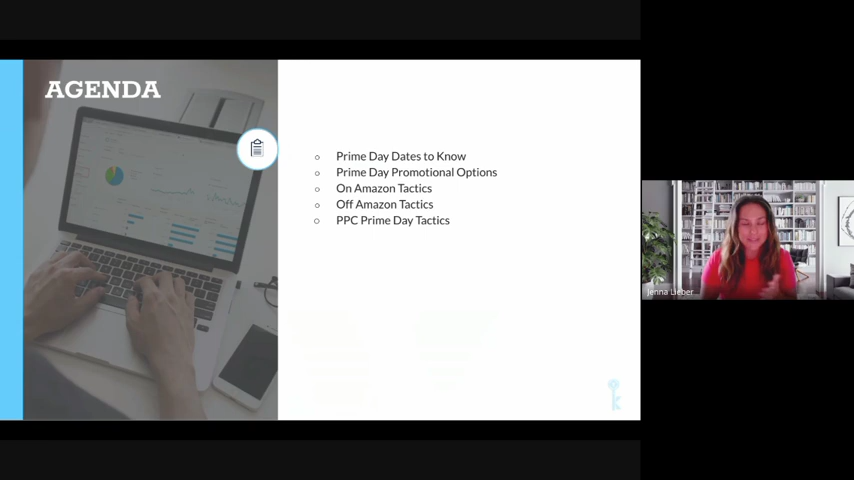 AGENDA
Prime Day Dates to Know
Prime Day Promotional Options
On Amazon Tactics
Off Amazon Tactics
PPC Prime Day Tactics
Jenna Lieber